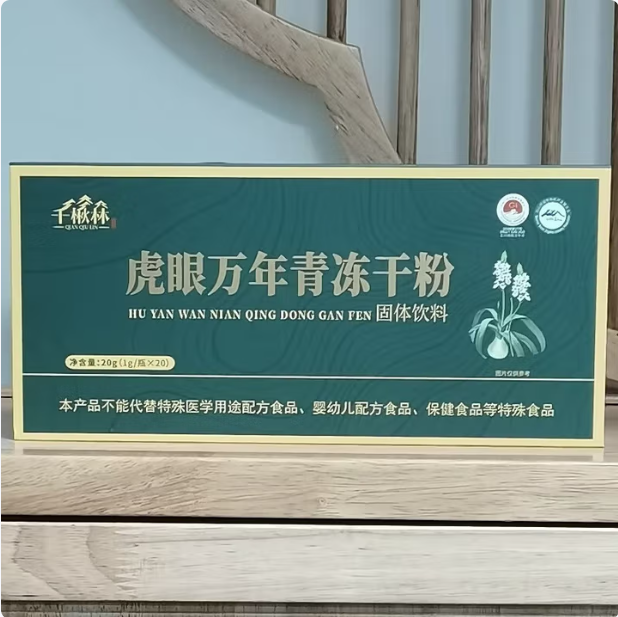 千楸林
QIAN QIU LIN
虎眼万年青冻干粉
HU YAN WAN NIAN QING DONG GAN FEN 固体饮料
净含量:20g(1g/瓶×20)
图片仅供参考
本产品不能代替特殊医学用途配方食品、婴幼儿配方食品、保健食品等特殊食品